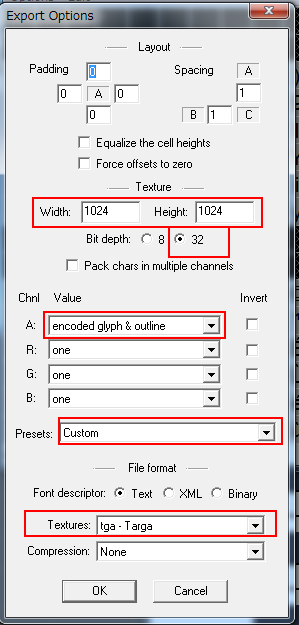 Export Options
Layout
Padding 0 Spacing A
0 A 0 1
0 B 1 C
Equalize the cell heights
Force offsets to zero
Texture
Width: 1024 Height: 1024
Bit depth: 8 32
Pack chars in multiple channels
Chnl Value Invert
A: encoded glyph & outline
R: one
G: one
B: one
Presets: Custom
File format
Font descriptor: Text XML Binary
Textures: tga - Targa
Compression: None
OK Cancel